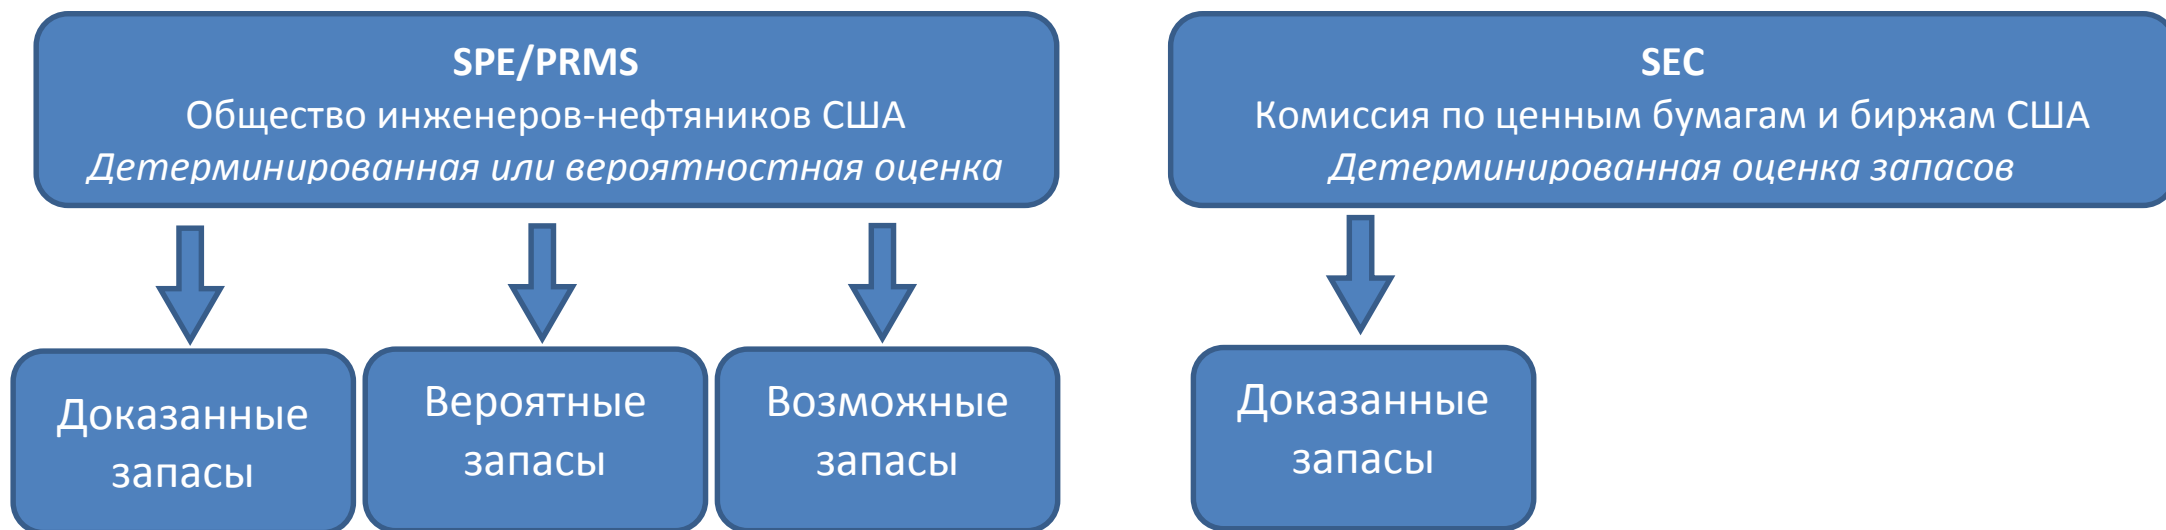 SPE/PRMS
Общество инженеров-нефтяников США
Детерминированная или вероятностная оценка
SEC
Комиссия по ценным бумагам и биржам США
Детерминированная оценка запасов
Доказанные
запасы
Вероятные
запасы
Возможные
запасы
Доказанные
запасы